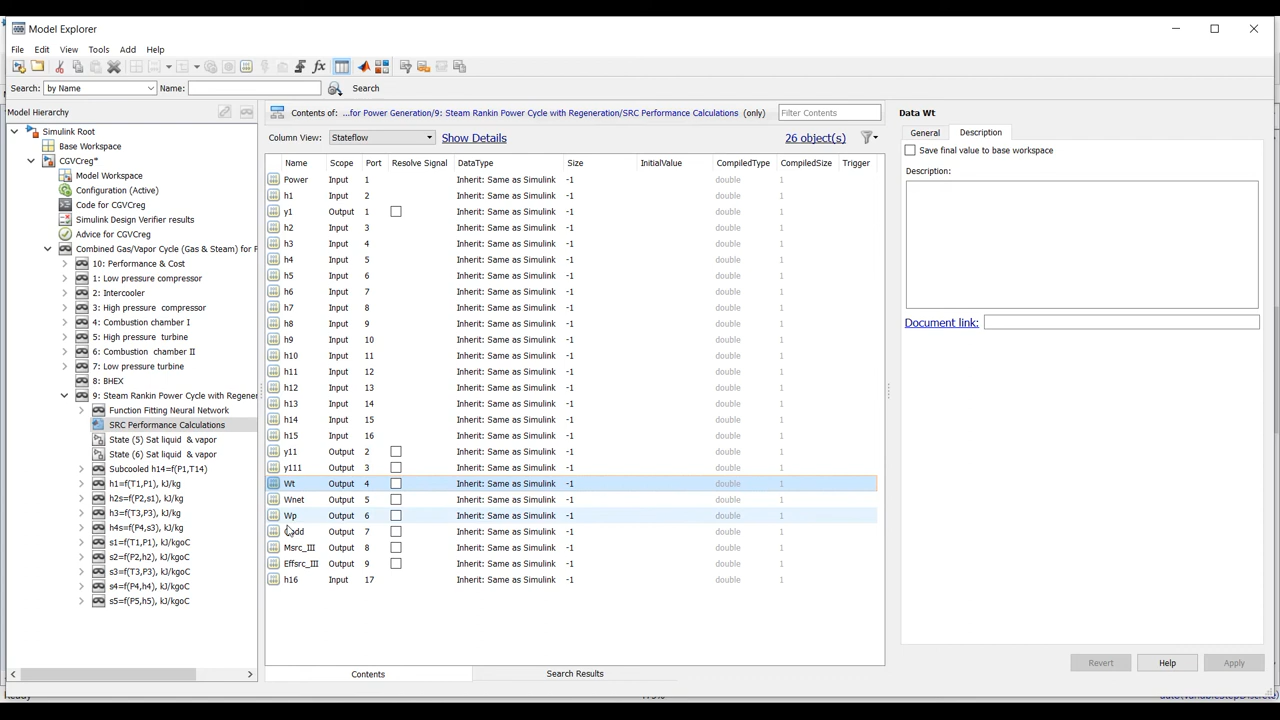 Model Explorer
File Edit View Tools Add Help
Search: by Name Name: Search
Model Hierarchy
Simulink Root
Base Workspace
CGVCreg*
Model Workspace
Configuration (Active)
Code for CGVCreg
Simulink Design Verifier results
Advice for CGVCreg
Combined Gas/Vapor Cycle (Gas & Steam) for F
10: Performance & Cost
1: Low pressure compressor
2: Intercooler
3: High pressure compressor
4: Combustion chamber I
5: High pressure turbine
6: Combustion chamber II
7: Low pressure turbine
8: BHEX
9: Steam Rankin Power Cycle with Regener
Function Fitting Neural Network
SRC Performance Calculations
State (5) Sat liquid & vapor
State (6) Sat liquid & vapor
Subcooled h14=f(P1,T14)
h1=f(T1,P1), kJ/kg
h2s=f(P2,s1), kJ/kg
h3=f(T3,P3), kJ/kg
h4s=f(P4,s3), kJ/kg
s1=f(T1,P1), kJ/kgoC
s2=f(P2,h2), kJ/kgoC
s3=f(T3,P3), kJ/kgoC
s4=f(P4,h4), kJ/kgoC
s5=f(P5,h5), kJ/kgoC
Contents of: ...for Power Generation/9: Steam Rankin Power Cycle with Regeneration/SRC Performance Calculations (only) Filter Contents
Column View: Stateflow Show Details 26 object(s)
Name Scope Port Resolve Signal DataType Size InitialValue CompiledType CompiledSize Trigger
Power Input 1 Inherit: Same as Simulink -1 double 1
h1 Input 2 Inherit: Same as Simulink -1 double 1
y1 Output 1 Inherit: Same as Simulink -1 double 1
h2 Input 3 Inherit: Same as Simulink -1 double 1
h3 Input 4 Inherit: Same as Simulink -1 double 1
h4 Input 5 Inherit: Same as Simulink -1 double 1
h5 Input 6 Inherit: Same as Simulink -1 double 1
h6 Input 7 Inherit: Same as Simulink -1 double 1
h7 Input 8 Inherit: Same as Simulink -1 double 1
h8 Input 9 Inherit: Same as Simulink -1 double 1
h9 Input 10 Inherit: Same as Simulink -1 double 1
h10 Input 11 Inherit: Same as Simulink -1 double 1
h11 Input 12 Inherit: Same as Simulink -1 double 1
h12 Input 13 Inherit: Same as Simulink -1 double 1
h13 Input 14 Inherit: Same as Simulink -1 double 1
h14 Input 15 Inherit: Same as Simulink -1 double 1
h15 Input 16 Inherit: Same as Simulink -1 double 1
y11 Output 2 Inherit: Same as Simulink -1 double 1
y111 Output 3 Inherit: Same as Simulink -1 double 1
Wt Output 4 Inherit: Same as Simulink -1 double 1
Wnet Output 5 Inherit: Same as Simulink -1 double 1
Wp Output 6 Inherit: Same as Simulink -1 double 1
Output 7 Inherit: Same as Simulink -1 double 1
Msrc_III Output 8 Inherit: Same as Simulink -1 double 1
Effsrc_III Output 9 Inherit: Same as Simulink -1 double 1
h16 Input 17 Inherit: Same as Simulink -1 double 1
Contents Search Results
Data Wt
General Description
Save final value to base workspace
Description:
Document link:
Revert Help Apply